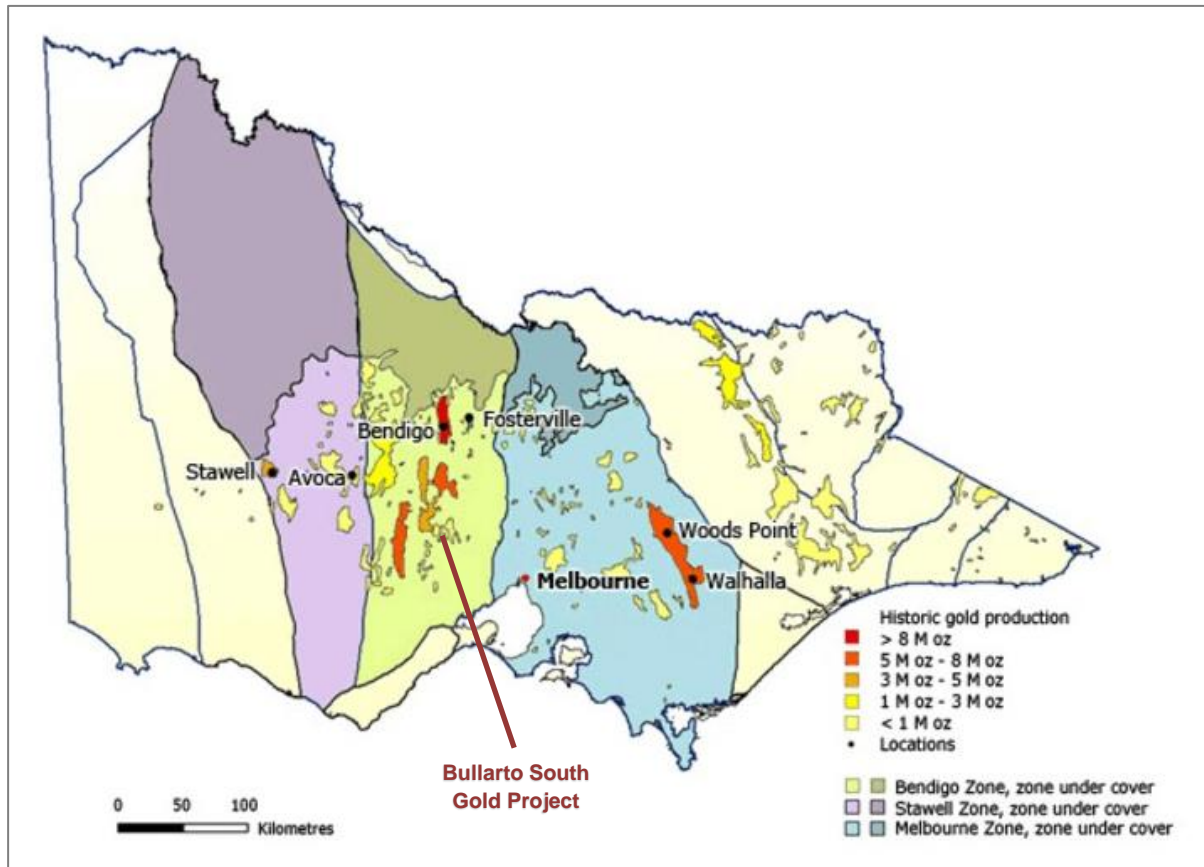 Bendigo
Fosterville
Stawell
Avoca
Woods Point
Melbourne
Walhalla
Historic gold production
> 8 M oz
5 M oz - 8 M oz
3 M oz - 5 M oz
1 M oz - 3 M oz
< 1 M oz
Locations
Bullarto South
Gold Project
Bendigo Zone, zone under cover
Stawell Zone, zone under cover
Melbourne Zone, zone under cover
0 50 100
Kilometres